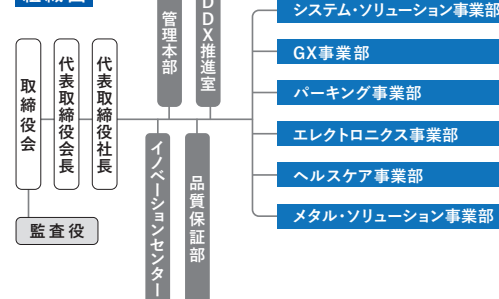 組織図
取締役会
代表取締役会長
代表取締役社長
監査役
管理本部
DX推進室
イノベーションセンター
品質保証部
システム・ソリューション事業部
GX事業部
パーキング事業部
エレクトロニクス事業部
ヘルスケア事業部
メタル・ソリューション事業部